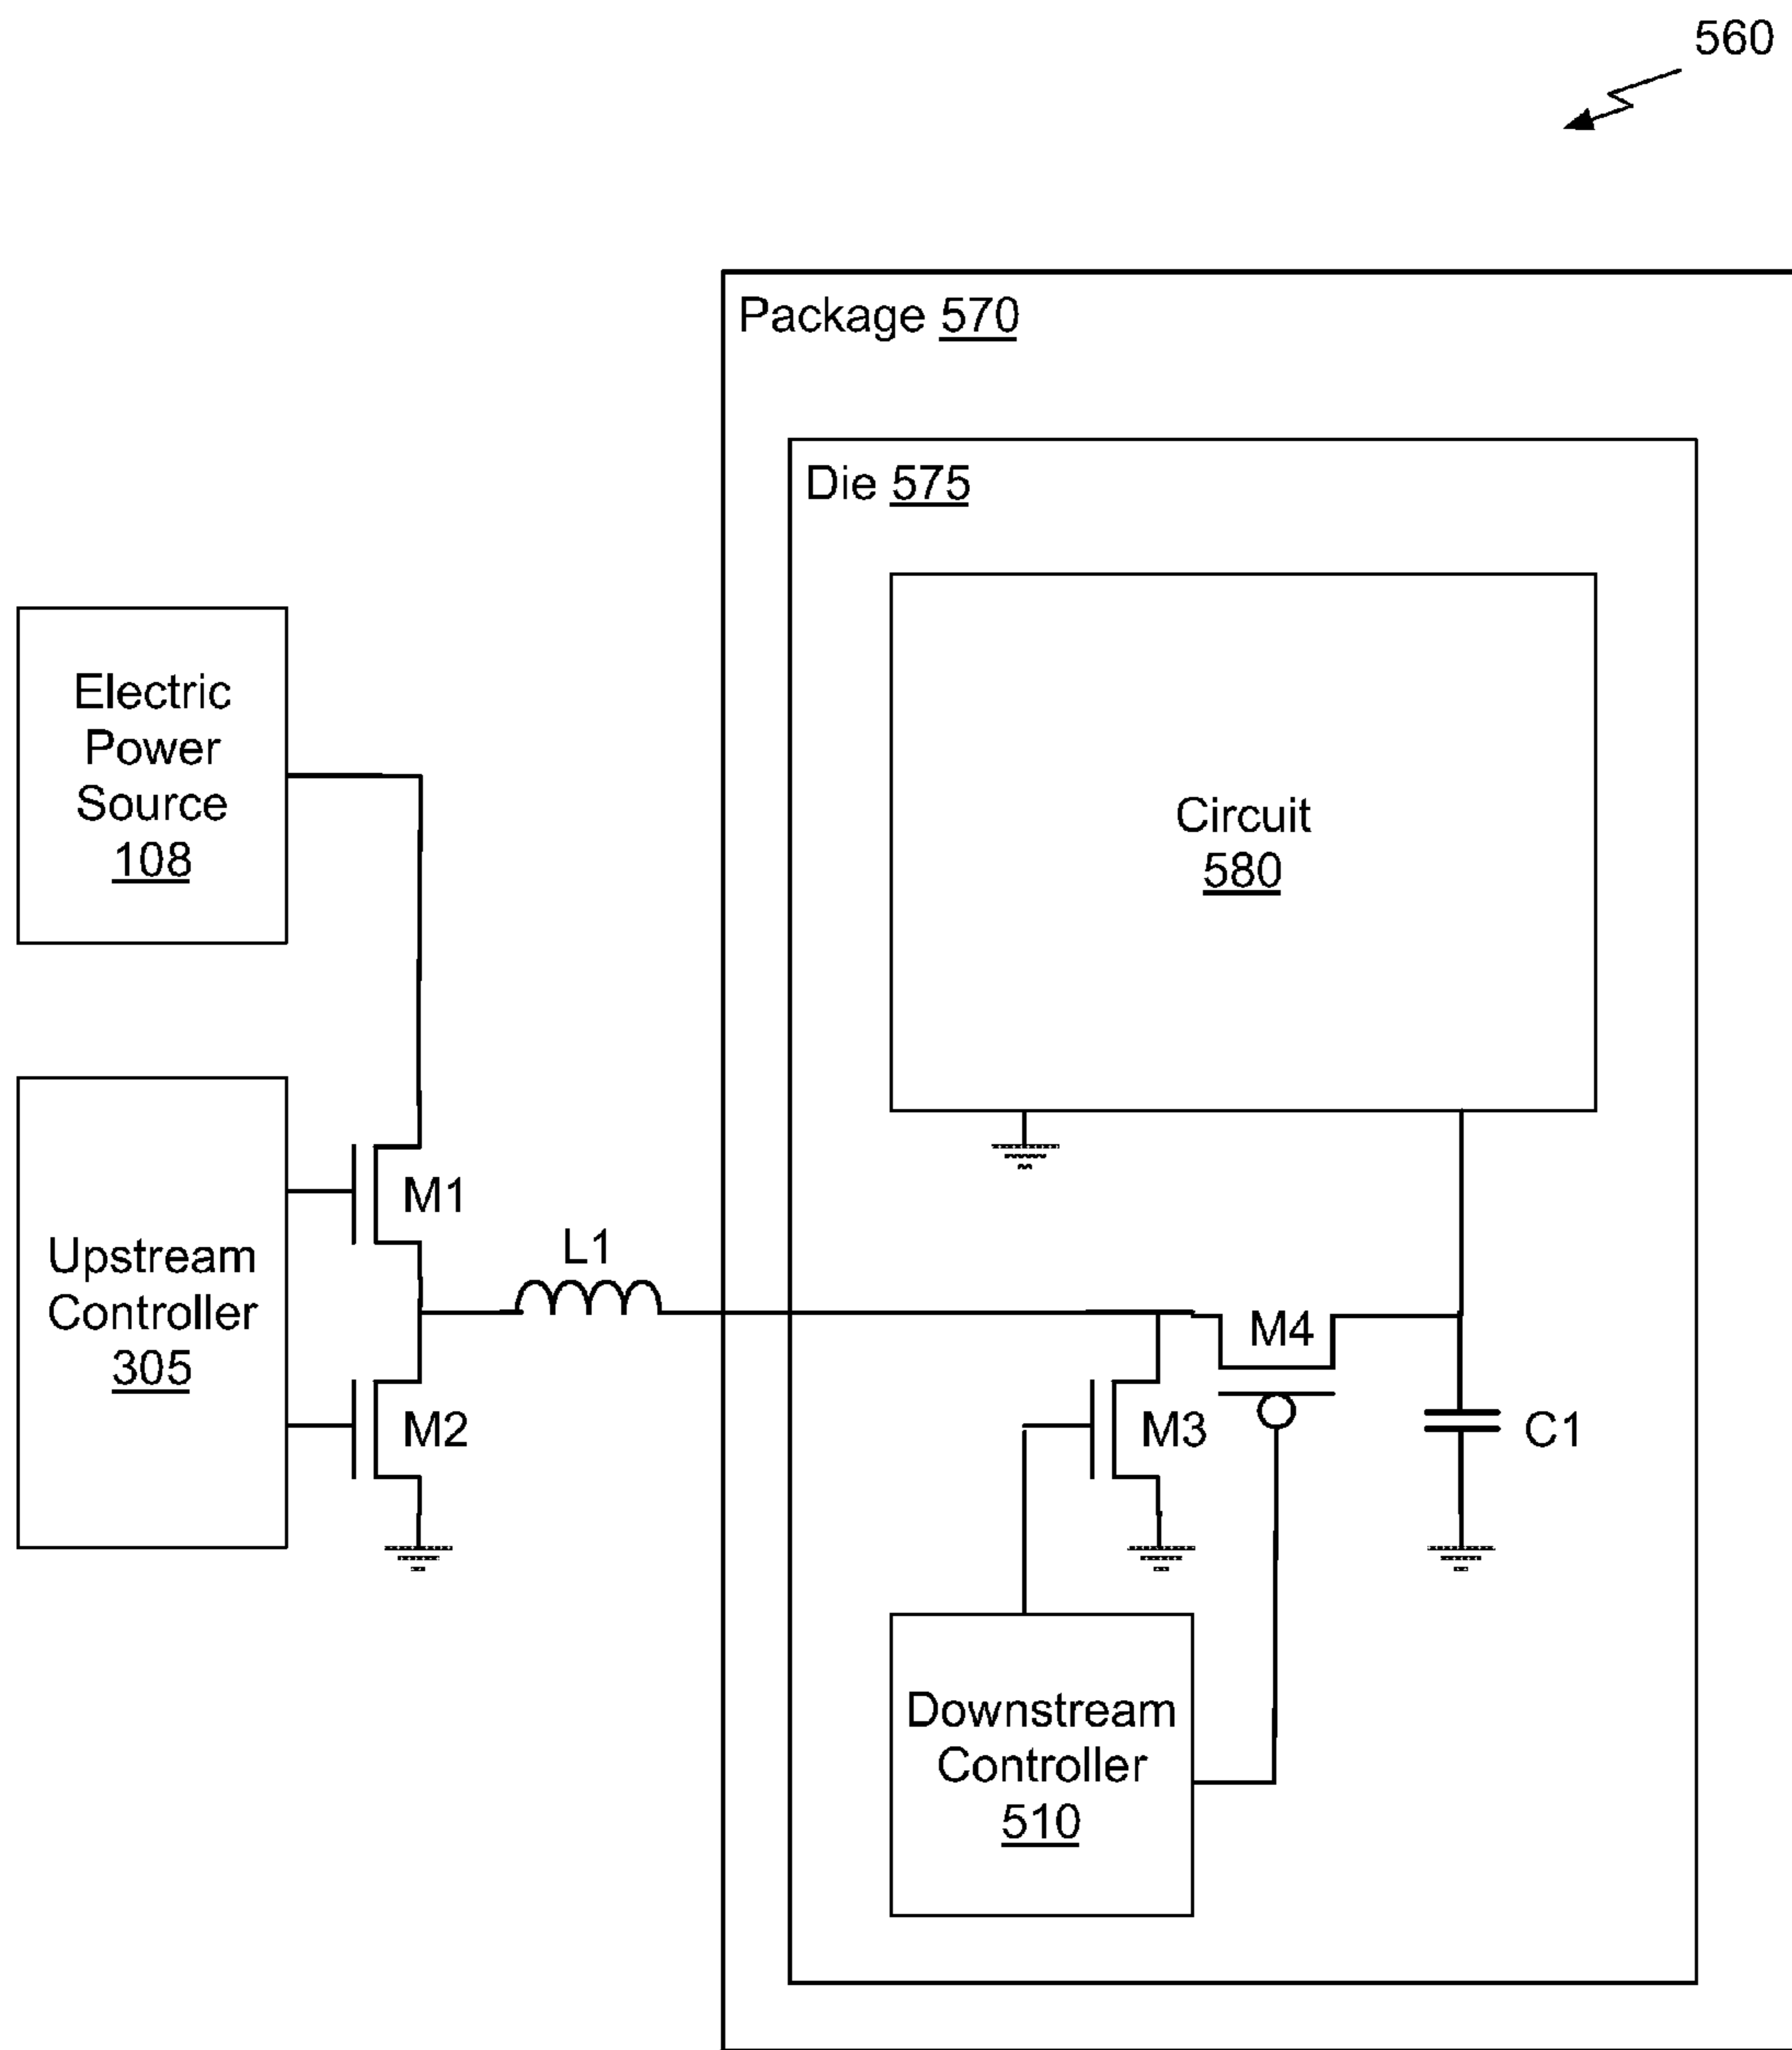 560
Package 570
Die 575
Electric
Power
Source
108
Circuit
580
Upstream
Controller
305
M1
M2
L1
M4
M3
C1
Downstream
Controller
510